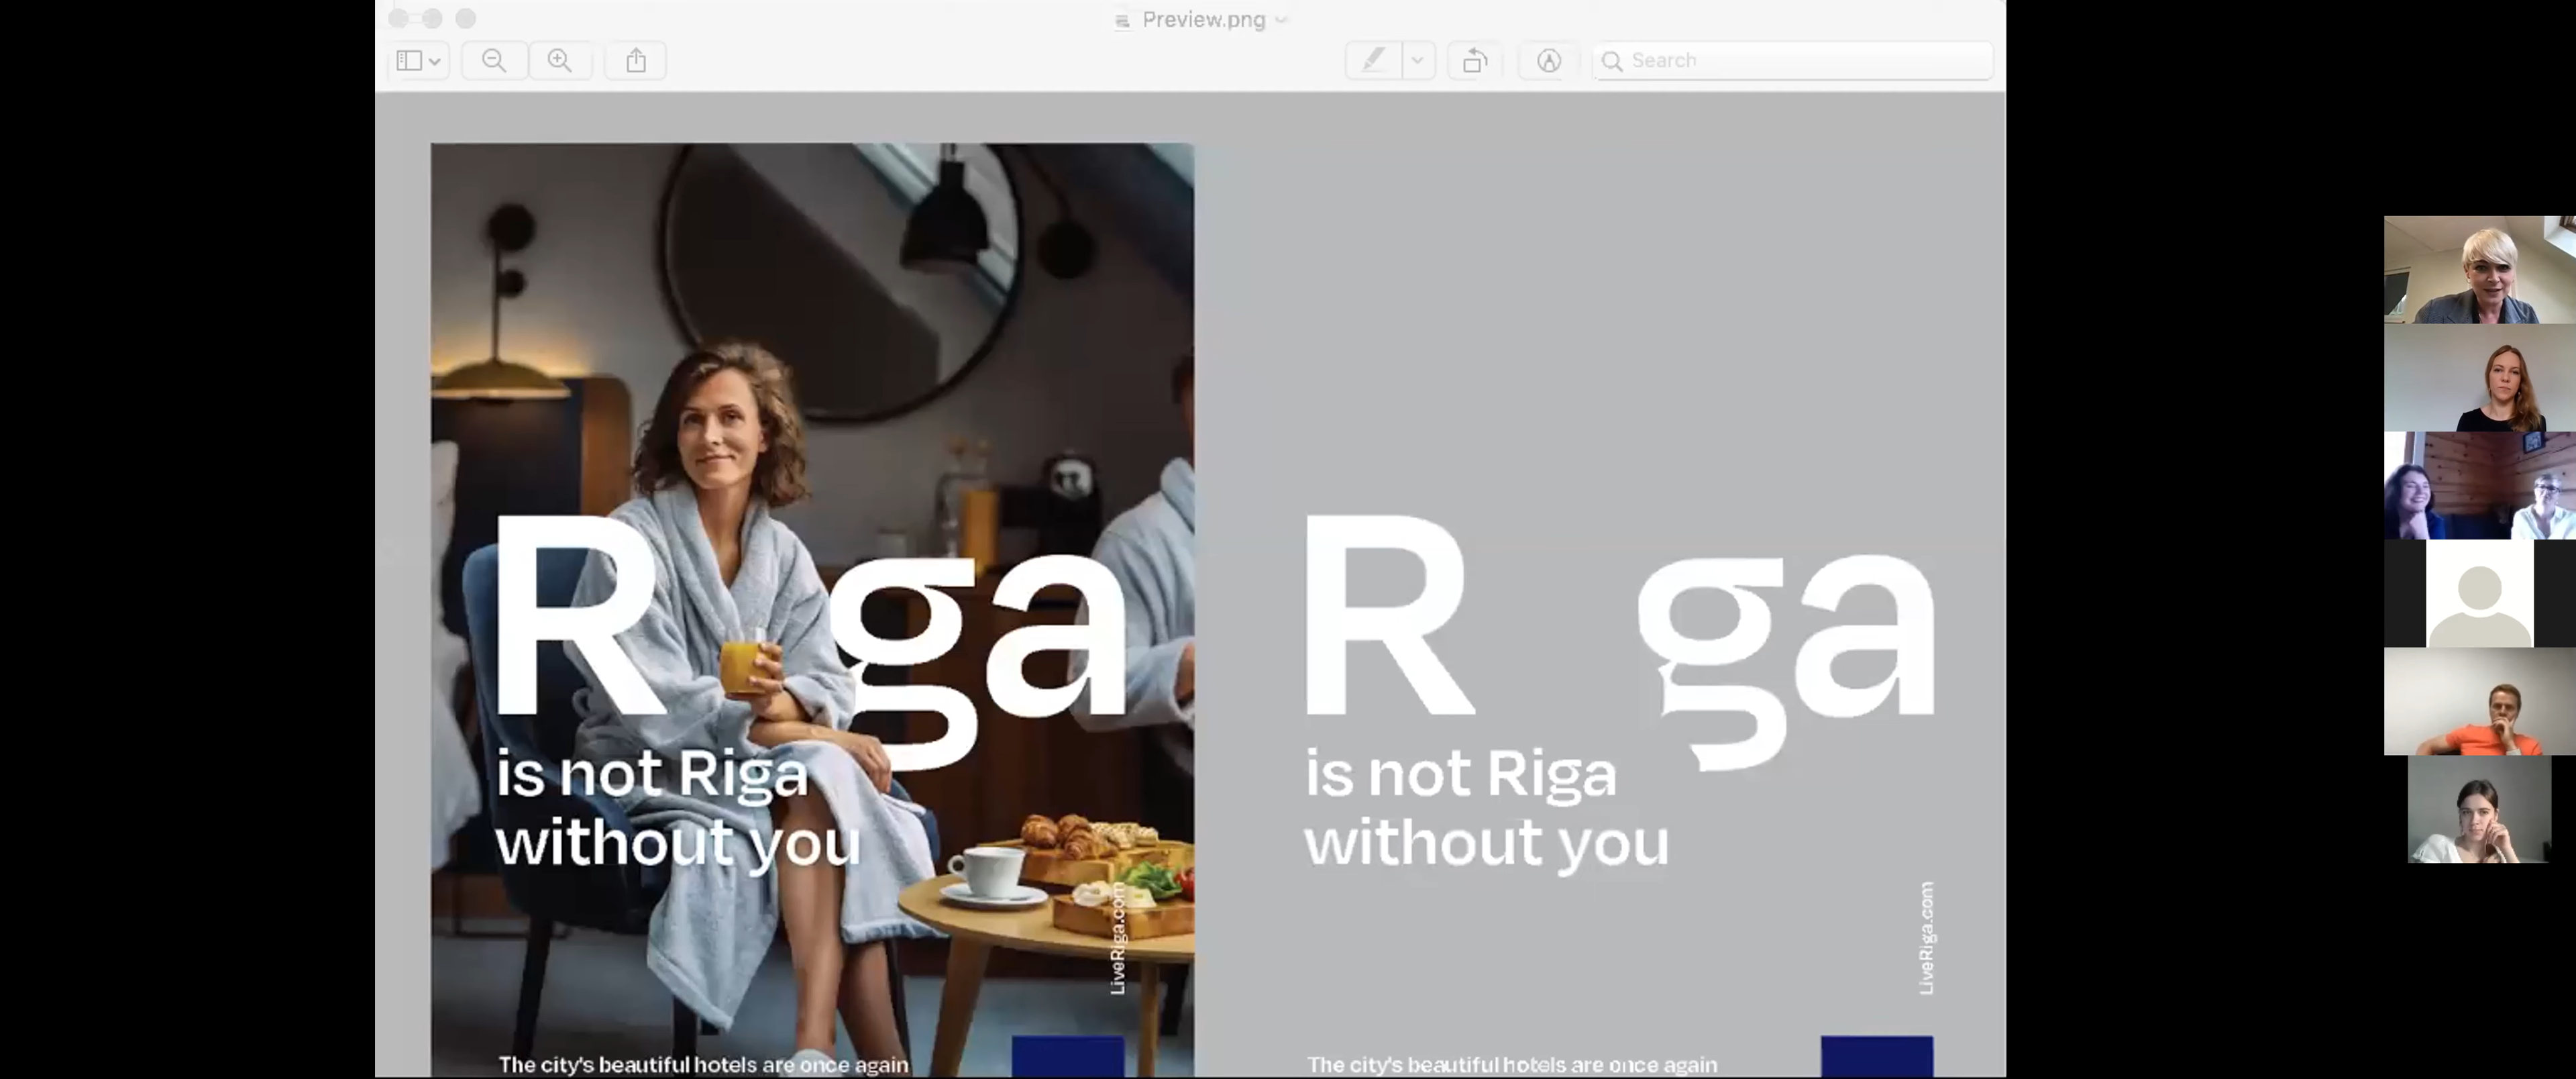 Preview.png
Search
R ga
is not Riga
without you
LiveRiga.com
The city's beautiful hotels are once again
R ga
is not Riga
without you
LiveRiga.com
The city's beautiful hotels are once again